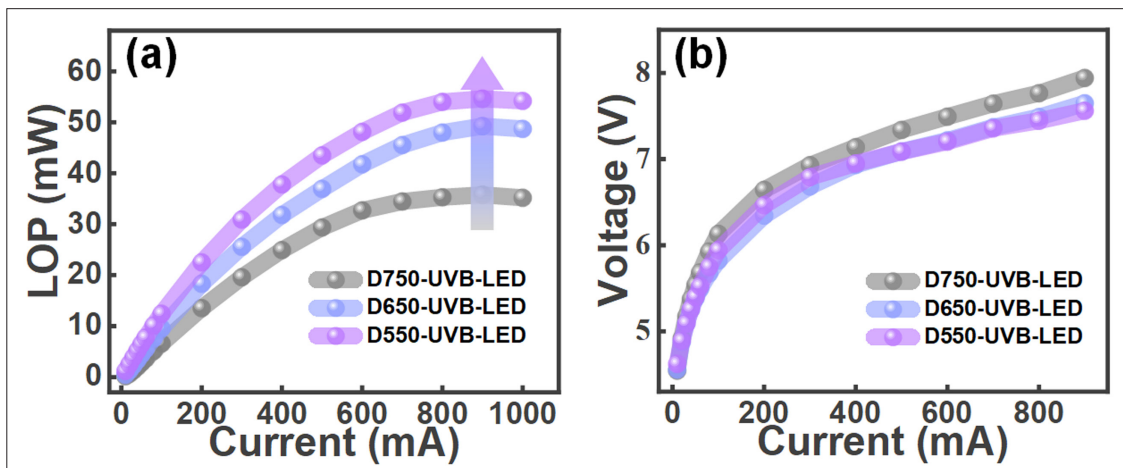 (a)
60
50
40
30
20
10
0
LOP (mW)
D750-UVB-LED
D650-UVB-LED
D550-UVB-LED
0 200 400 600 800 1000
Current (mA)
(b)
8
7
6
5
Voltage (V)
D750-UVB-LED
D650-UVB-LED
D550-UVB-LED
0 200 400 600 800
Current (mA)